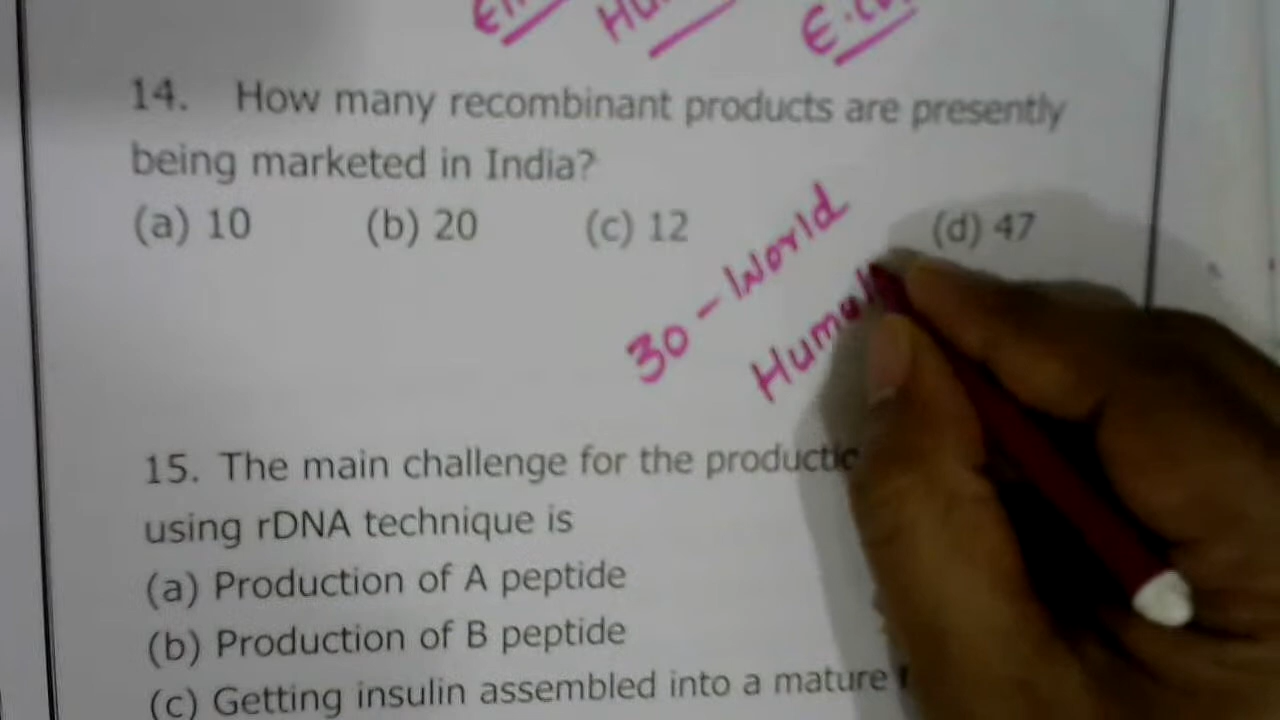 14. How many recombinant products are presently
being marketed in India?
(a) 10 (b) 20 (c) 12 (d) 47
30 - World
15. The main challenge for the
using rDNA technique is
(a) Production of A peptide
(b) Production of B peptide
(c) Getting insulin assembled into a mature